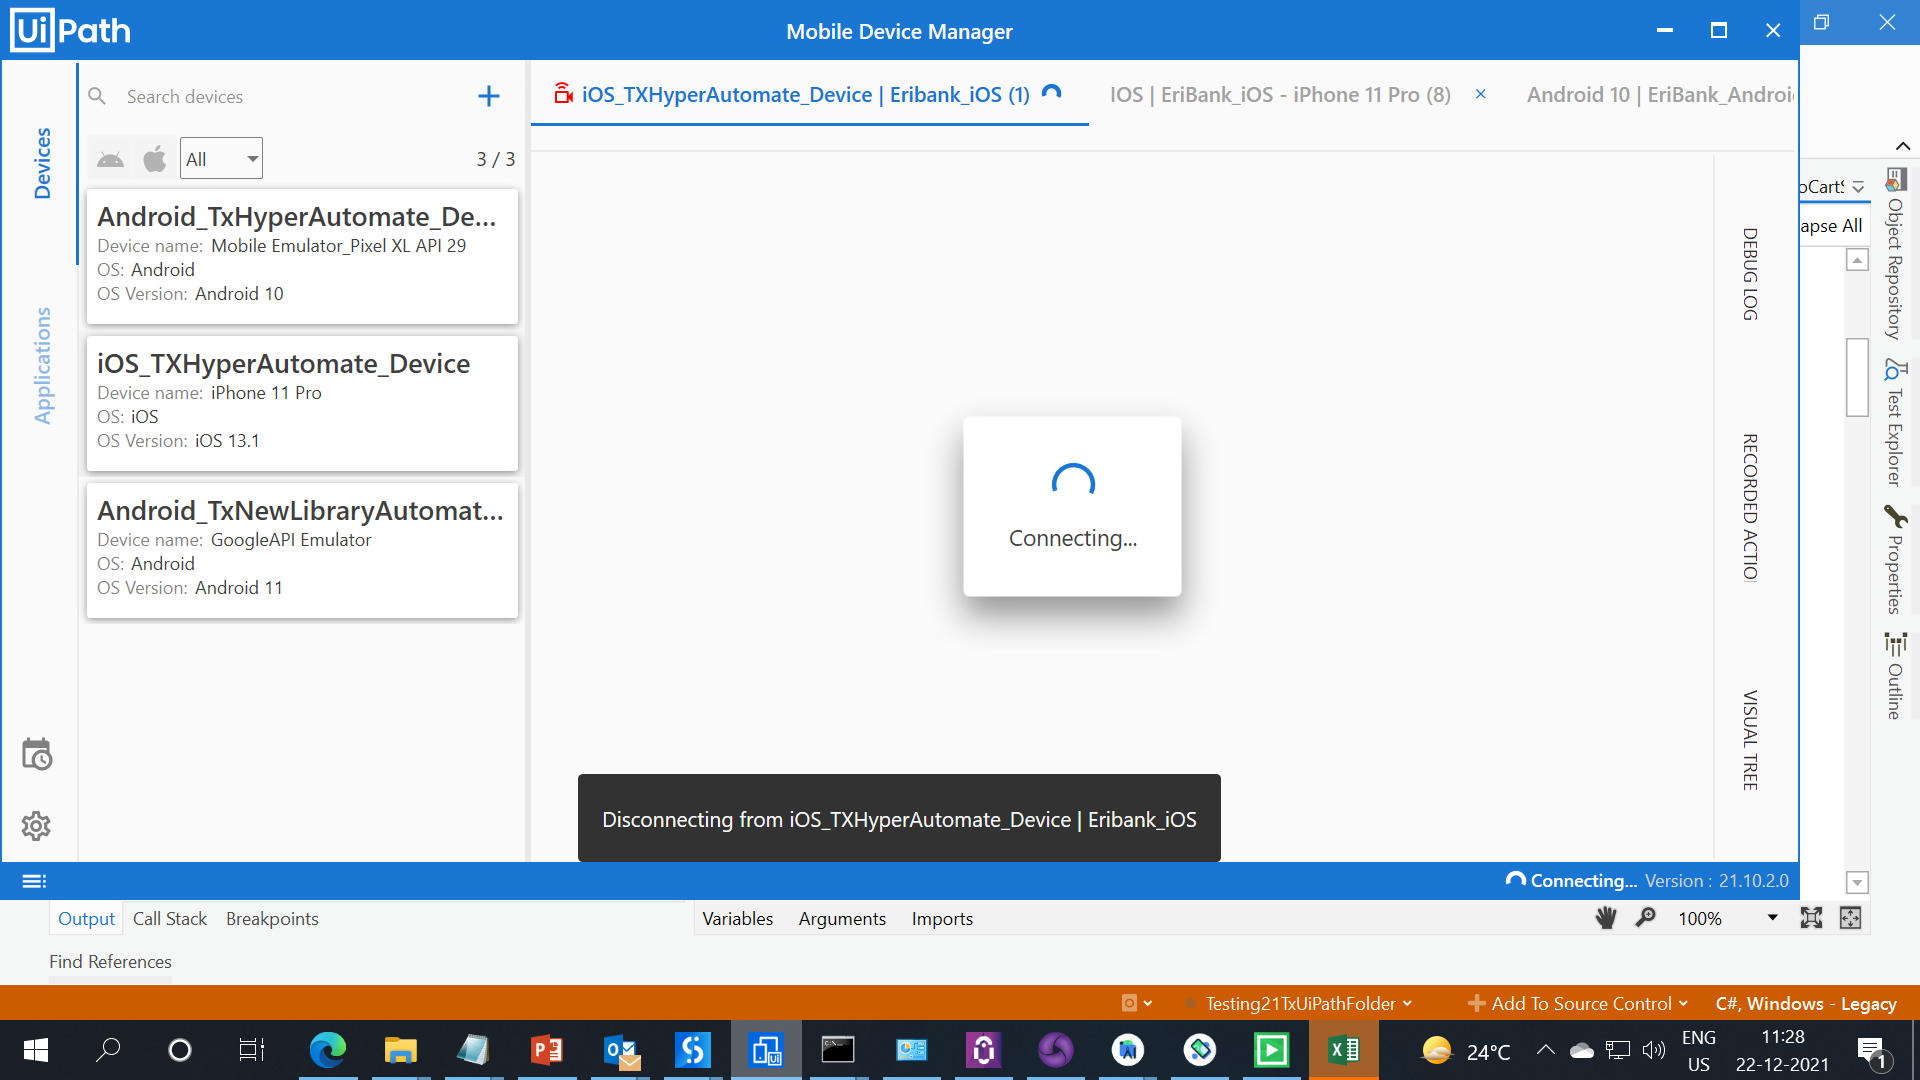 UiPath
Mobile Device Manager
Search devices
iOS_TXHyperAutomate_Device | Eribank_iOS (1)
IOS | EriBank_iOS - iPhone 11 Pro (8)
Android 10 | EriBank_Androi
Devices
Applications
All
3 / 3
Android_TxHyperAutomate_De...
Device name: Mobile Emulator_Pixel XL API 29
OS: Android
OS Version: Android 10
iOS_TXHyperAutomate_Device
Device name: iPhone 11 Pro
OS: iOS
OS Version: iOS 13.1
Android_TxNewLibraryAutomat...
Device name: GoogleAPI Emulator
OS: Android
OS Version: Android 11
Connecting...
Disconnecting from iOS_TXHyperAutomate_Device | Eribank_iOS
DEBUG LOG
RECORDED ACTIO
VISUAL TREE
oCartS
apse All
Object Repository
Test Explorer
Properties
Outline
Connecting... Version : 21.10.2.0
Output Call Stack Breakpoints
Variables Arguments Imports
100%
Find References
Testing21TxUiPathFolder
Add To Source Control
C#, Windows - Legacy
24°C
ENG
US
11:28
22-12-2021
1